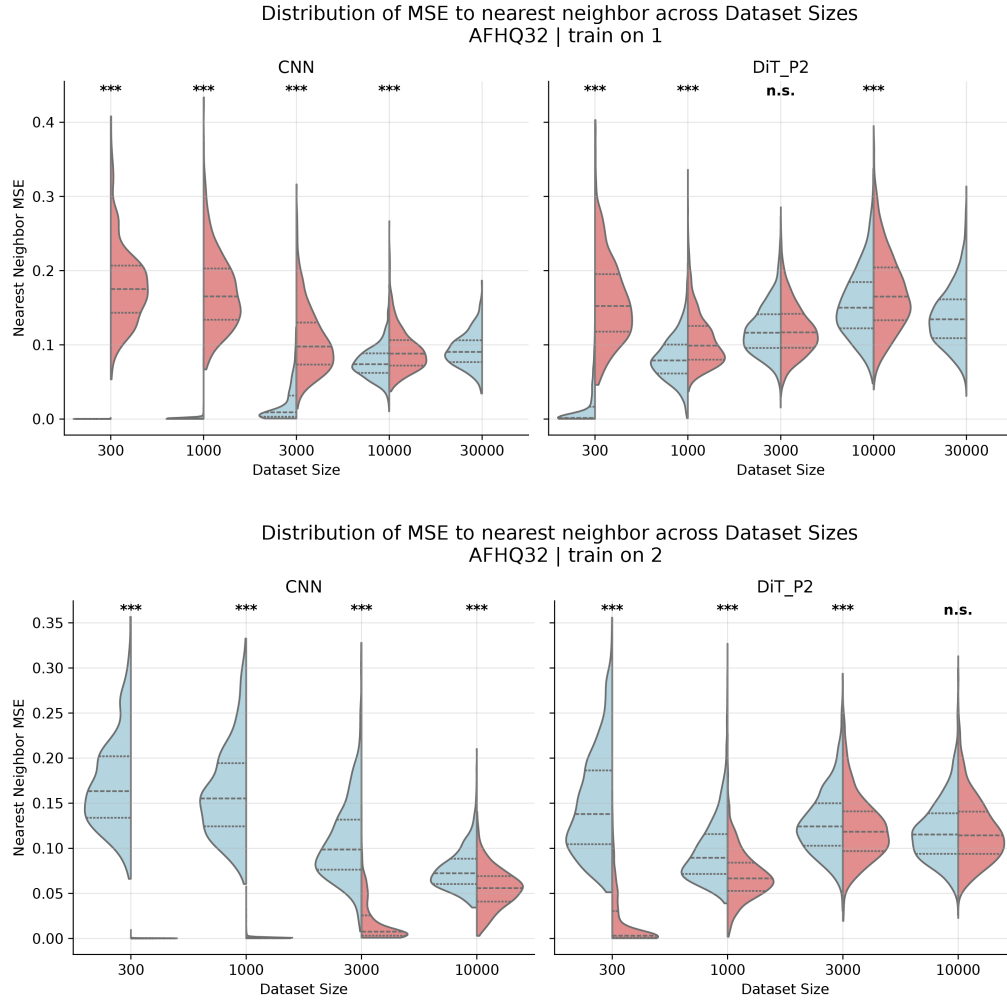 Distribution of MSE to nearest neighbor across Dataset Sizes
AFHQ32 | train on 1
CNN
*** *** *** ***
Nearest Neighbor MSE
0.4
0.3
0.2
0.1
0.0
300 1000 3000 10000 30000
Dataset Size
DiT_P2
*** *** n.s. ***
300 1000 3000 10000 30000
Dataset Size
Distribution of MSE to nearest neighbor across Dataset Sizes
AFHQ32 | train on 2
CNN
*** *** *** ***
Nearest Neighbor MSE
0.35
0.30
0.25
0.20
0.15
0.10
0.05
0.00
300 1000 3000 10000
Dataset Size
DiT_P2
*** *** *** n.s.
300 1000 3000 10000
Dataset Size